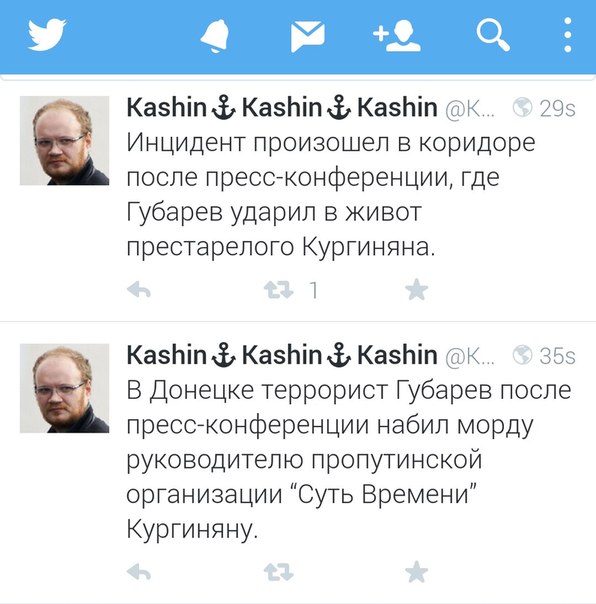 Kashin⚓Kashin⚓Kashin @K... 29s
Инцидент произошел в коридоре
после пресс-конференции, где
Губарев ударил в живот
престарелого Кургиняна.
1
Kashin⚓Kashin⚓Kashin @K... 35s
В Донецке террорист Губарев после
пресс-конференции набил морду
руководителю пропутинской
организации “Суть Времени”
Кургиняну.